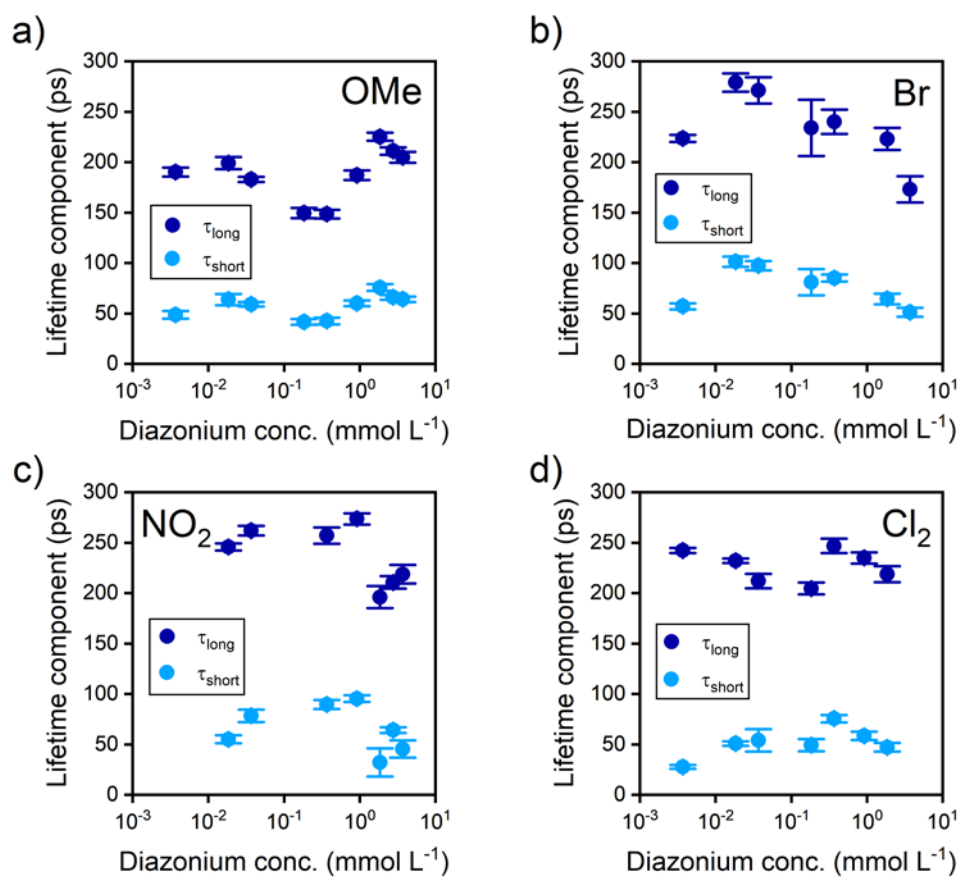 a)
Lifetime component (ps)
300
250
200
150
100
50
0
OMe
τlong
τshort
10⁻³ 10⁻² 10⁻¹ 10⁰ 10¹
Diazonium conc. (mmol L⁻¹)
b)
Lifetime component (ps)
300
250
200
150
100
50
0
Br
τlong
τshort
10⁻³ 10⁻² 10⁻¹ 10⁰ 10¹
Diazonium conc. (mmol L⁻¹)
c)
Lifetime component (ps)
300
250
200
150
100
50
0
NO₂
τlong
τshort
10⁻³ 10⁻² 10⁻¹ 10⁰ 10¹
Diazonium conc. (mmol L⁻¹)
d)
Lifetime component (ps)
300
250
200
150
100
50
0
Cl₂
τlong
τshort
10⁻³ 10⁻² 10⁻¹ 10⁰ 10¹
Diazonium conc. (mmol L⁻¹)